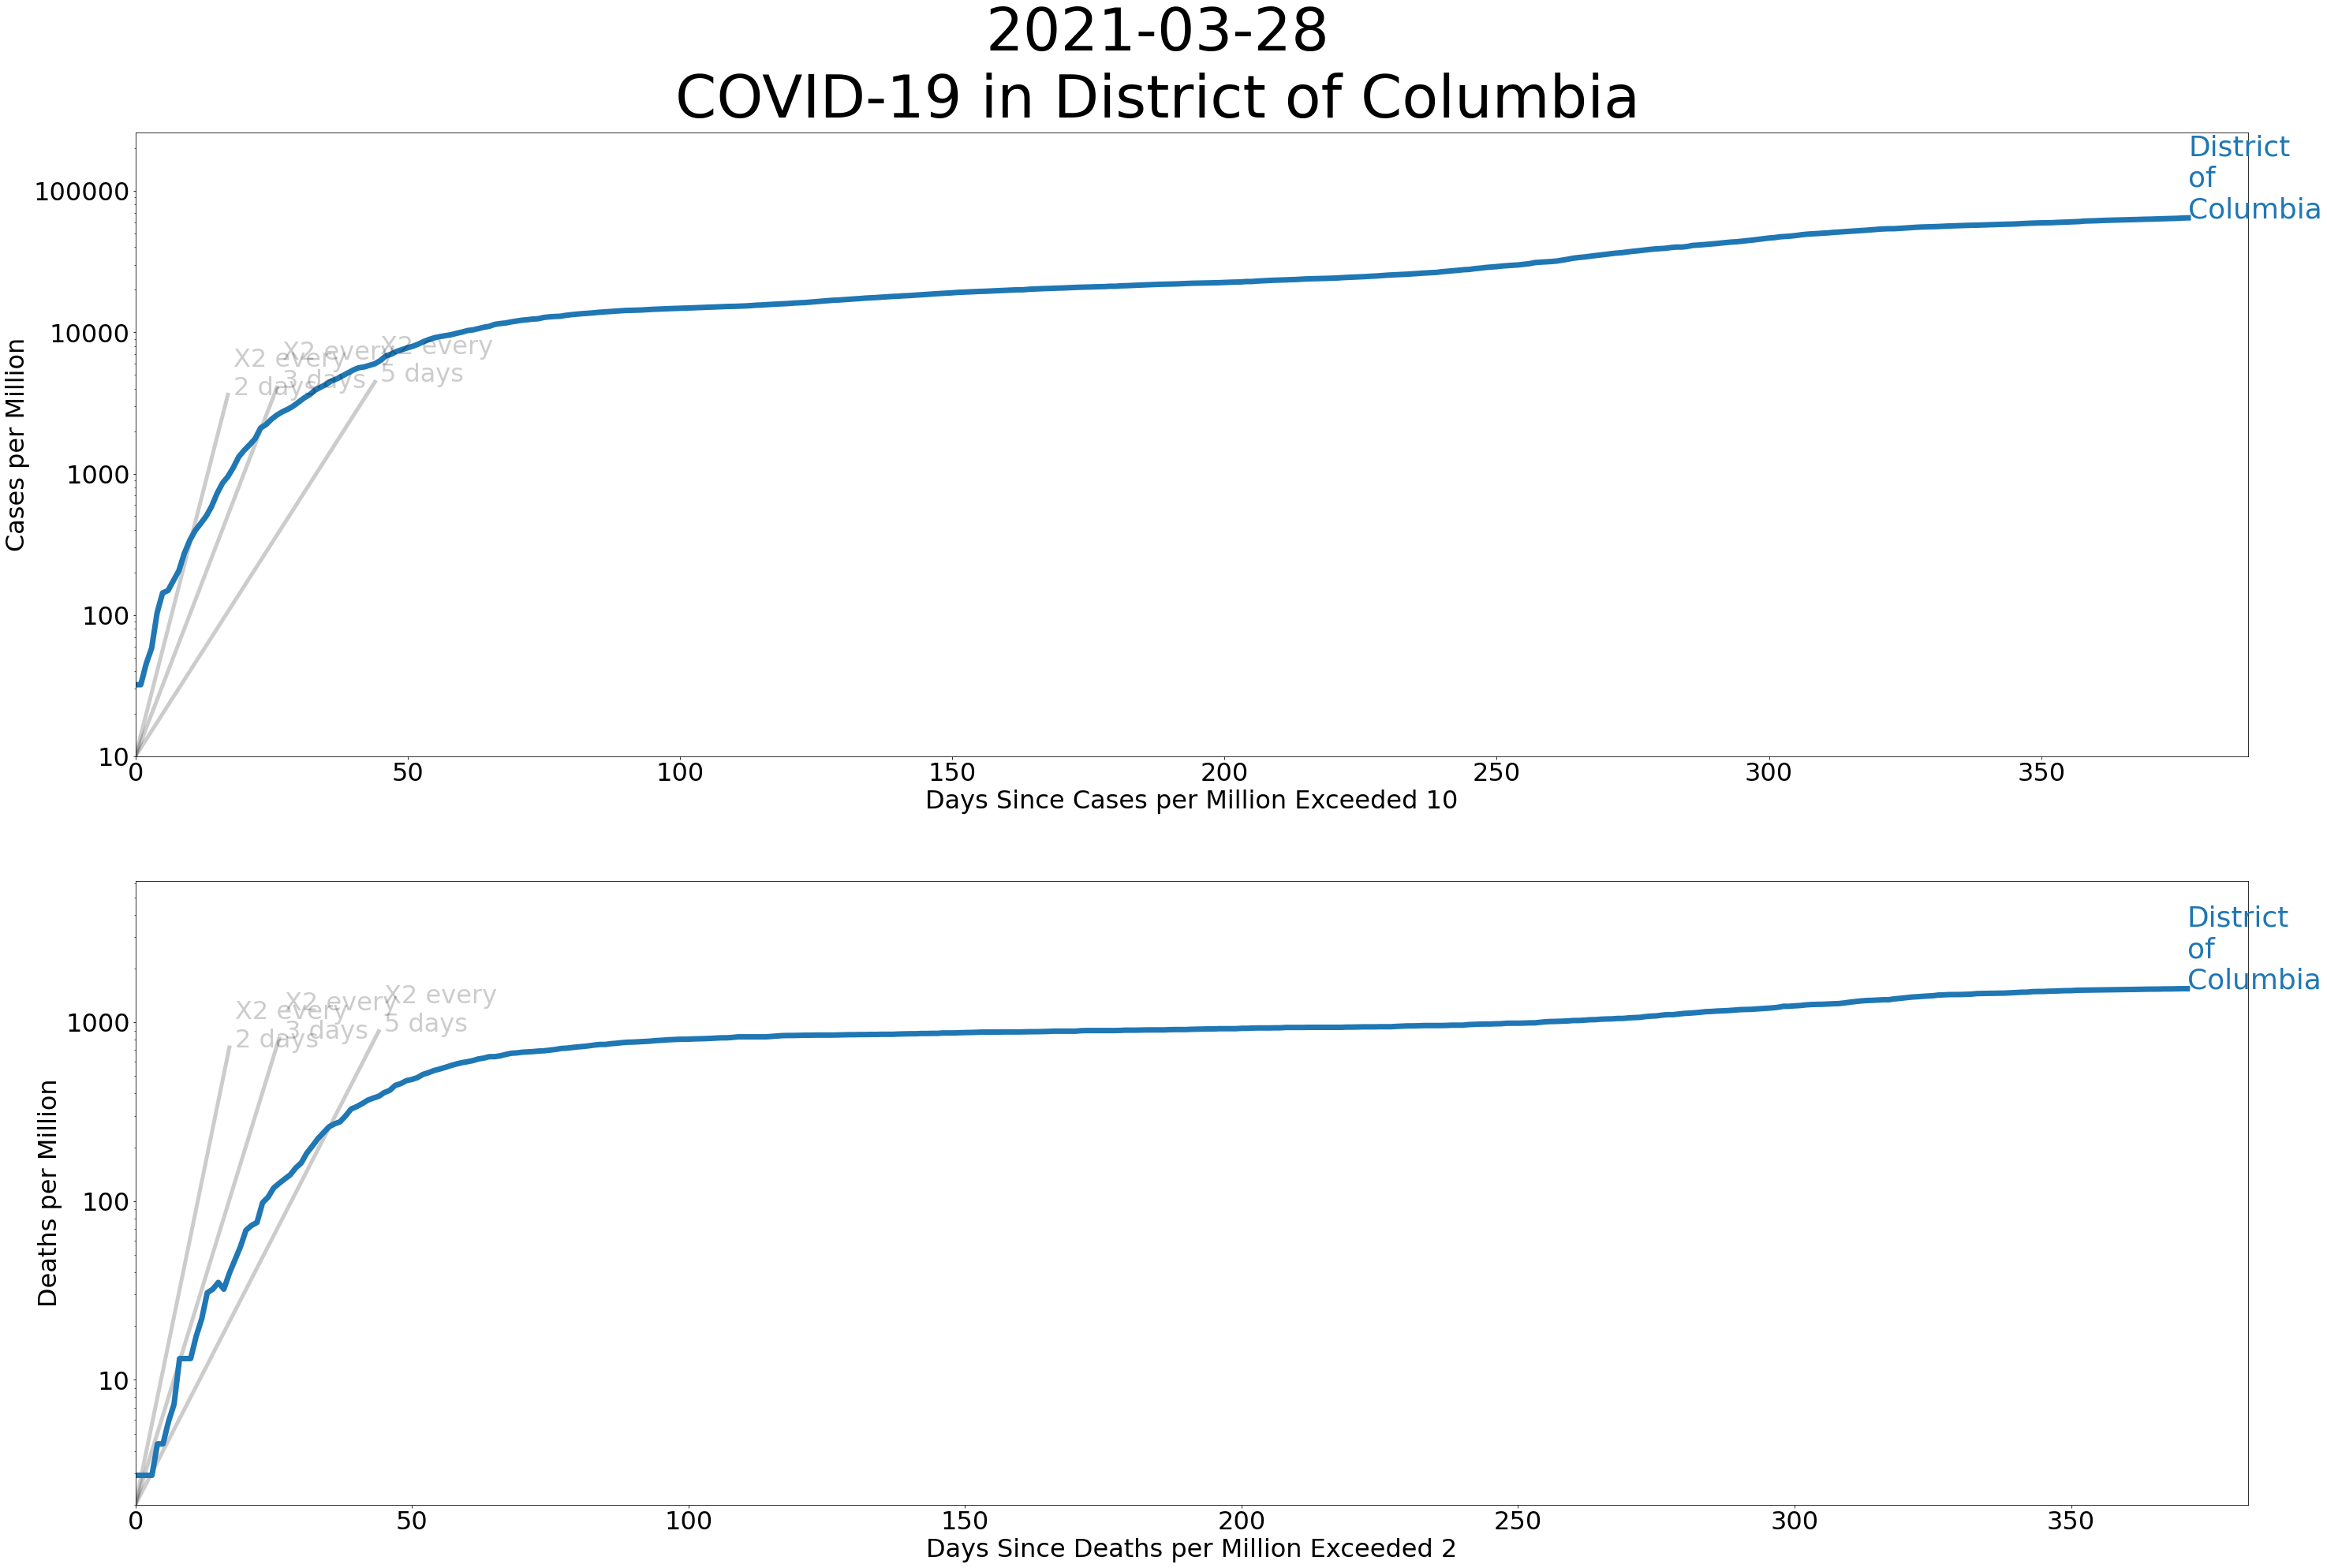 2021-03-28
COVID-19 in District of Columbia
District
of
Columbia
100000
10000
1000
100
10
Cases per Million
X2 every
2 days
X2 every
3 days
X2 every
5 days
0
50
100
150
200
250
300
350
Days Since Cases per Million Exceeded 10
District
of
Columbia
1000
100
10
Deaths per Million
X2 every
2 days
X2 every
3 days
X2 every
5 days
0
50
100
150
200
250
300
350
Days Since Deaths per Million Exceeded 2